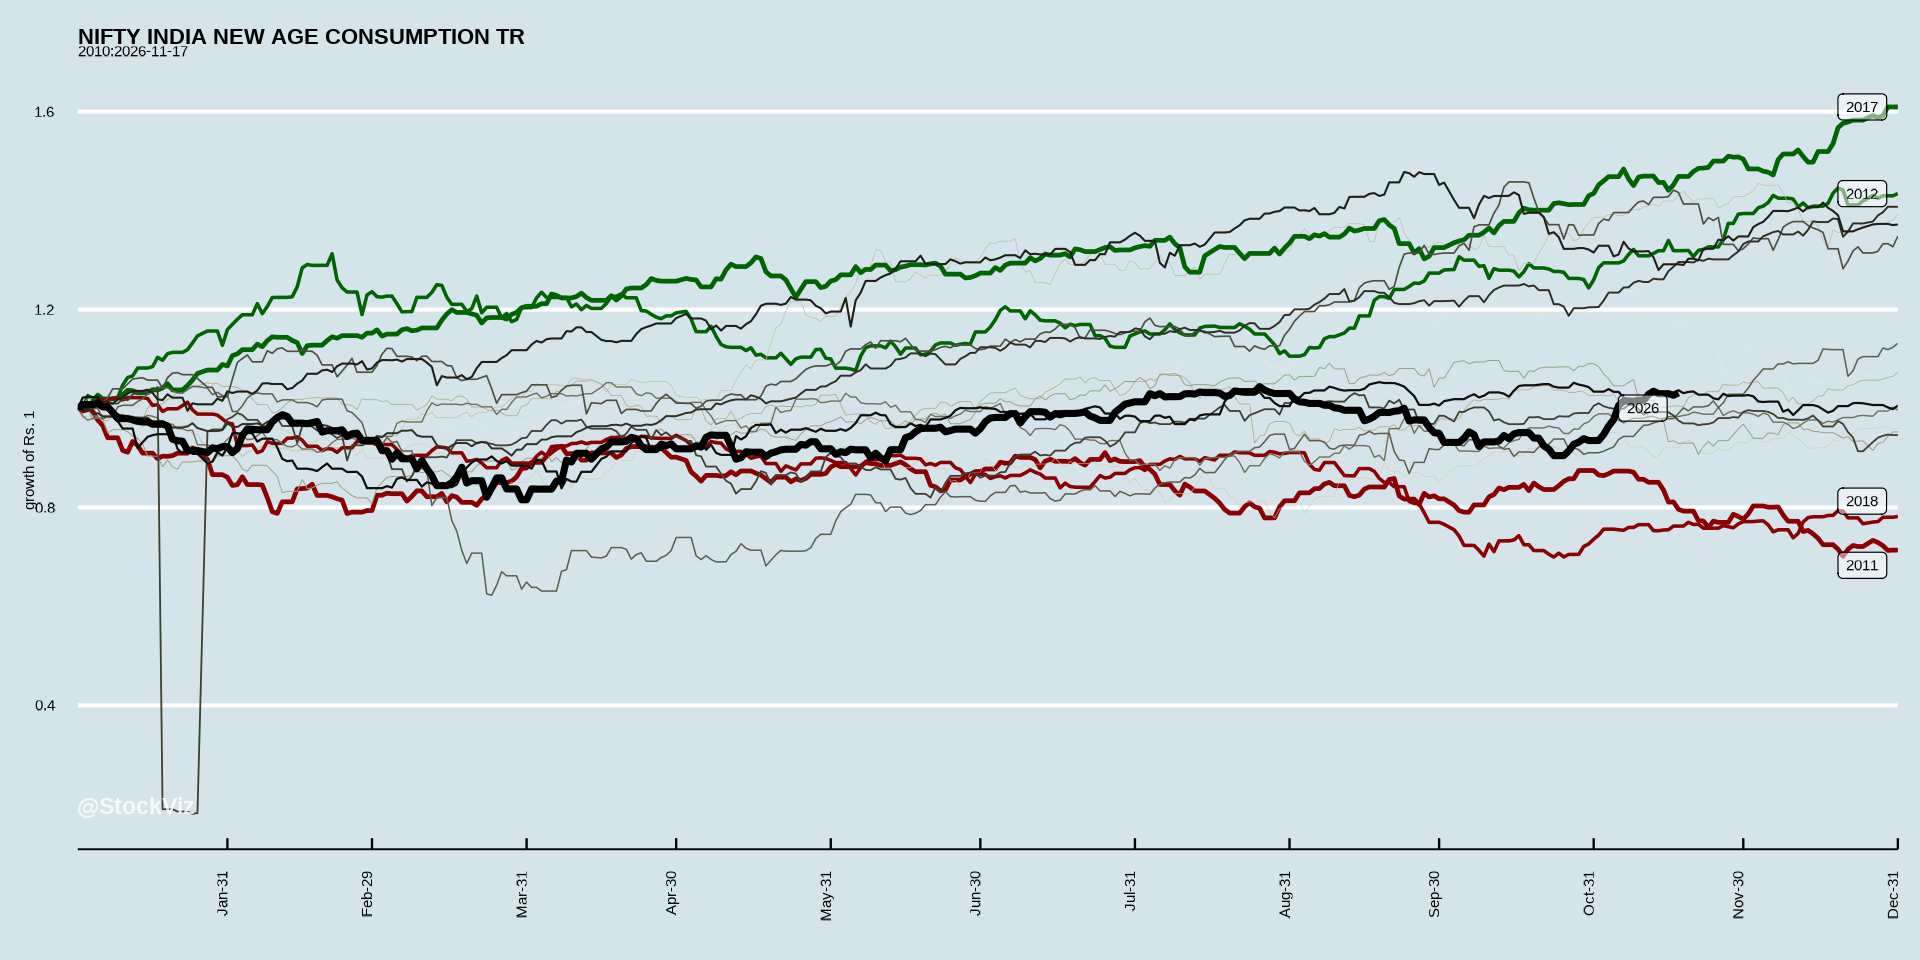 NIFTY INDIA NEW AGE CONSUMPTION TR
2010:2026-11-17
growth of Rs. 1
1.6
1.2
0.8
0.4
2017
2012
2026
2018
2011
@StockViz
Jan-31
Feb-29
Mar-31
Apr-30
May-31
Jun-30
Jul-31
Aug-31
Sep-30
Oct-31
Nov-30
Dec-31